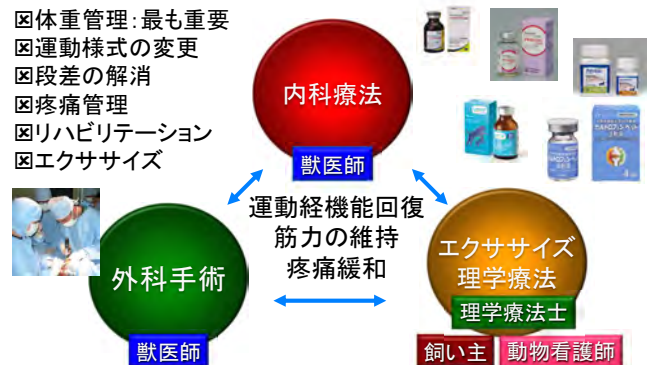 ☒体重管理:最も重要
☒運動様式の変更
☒段差の解消
☒疼痛管理
☒リハビリテーション
☒エクササイズ
内科療法
獣医師
運動経機能回復
筋力の維持
疼痛緩和
外科手術
獣医師
エクササイズ
理学療法
理学療法士
飼い主
動物看護師